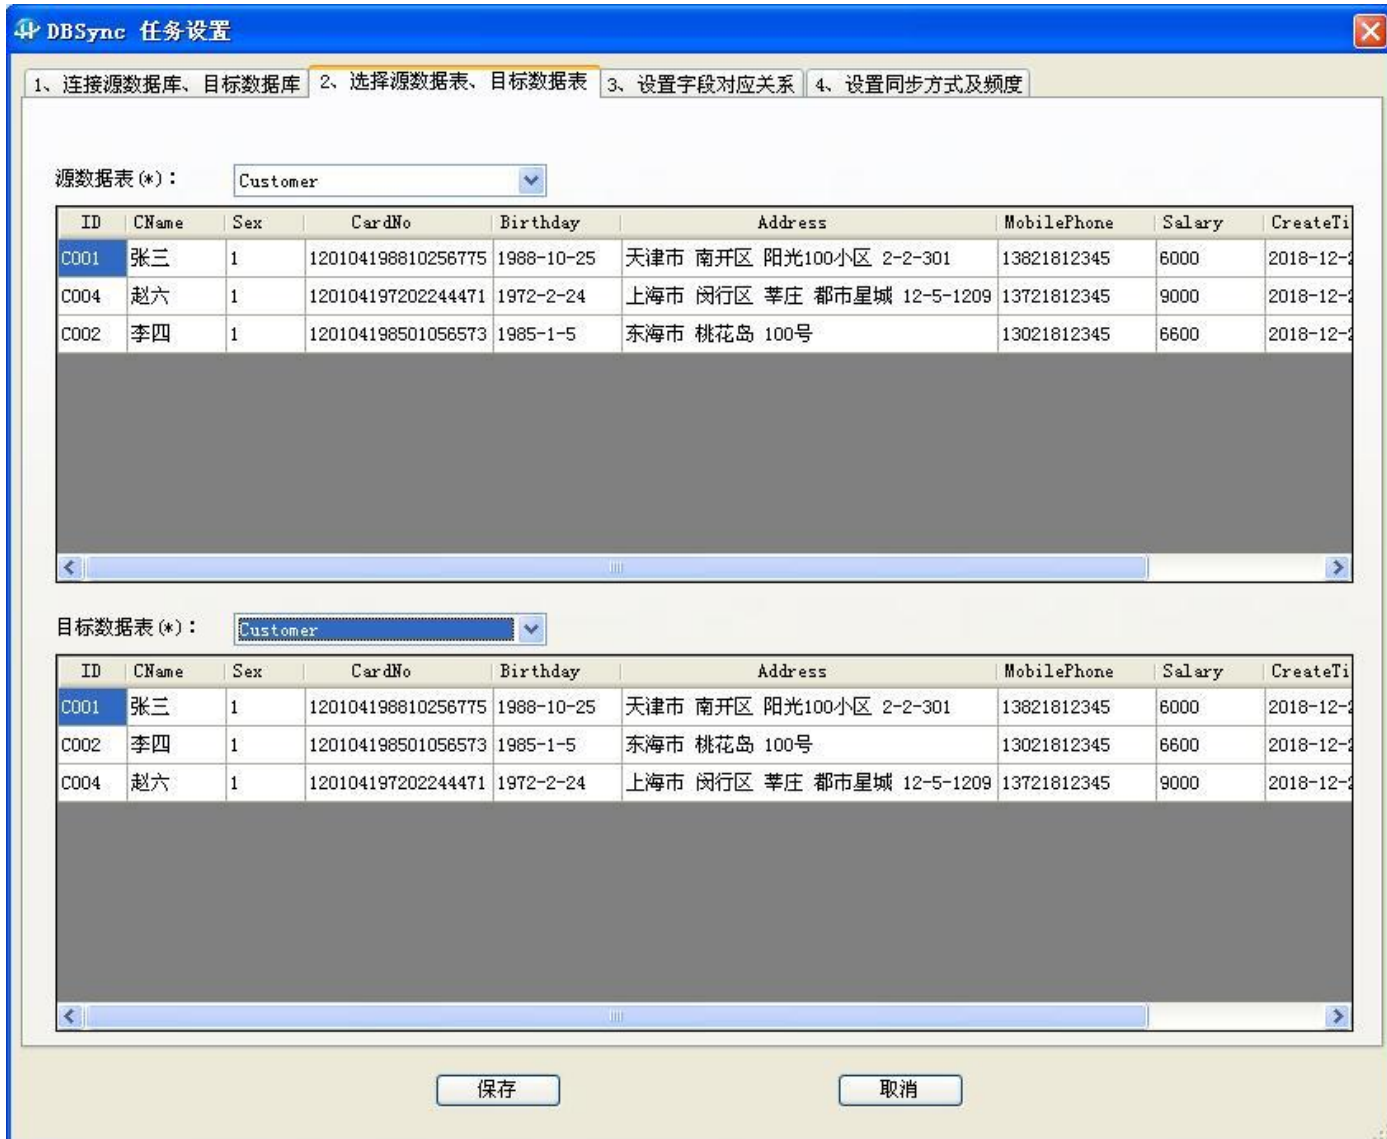 DBSync 任务设置
1、连接源数据库、目标数据库 2、选择源数据表、目标数据表 3、设置字段对应关系 4、设置同步方式及频度
源数据表(*)： Customer
ID CName Sex CardNo Birthday Address MobilePhone Salary CreateTi
C001 张三 1 120104198810256775 1988-10-25 天津市 南开区 阳光100小区 2-2-301 13821812345 6000 2018-12-2
C004 赵六 1 120104197202244471 1972-2-24 上海市 闵行区 莘庄 都市星城 12-5-1209 13721812345 9000 2018-12-2
C002 李四 1 120104198501056573 1985-1-5 东海市 桃花岛 100号 13021812345 6600 2018-12-2
目标数据表(*)： Customer
ID CName Sex CardNo Birthday Address MobilePhone Salary CreateTi
C001 张三 1 120104198810256775 1988-10-25 天津市 南开区 阳光100小区 2-2-301 13821812345 6000 2018-12-2
C002 李四 1 120104198501056573 1985-1-5 东海市 桃花岛 100号 13021812345 6600 2018-12-2
C004 赵六 1 120104197202244471 1972-2-24 上海市 闵行区 莘庄 都市星城 12-5-1209 13721812345 9000 2018-12-2
保存 取消